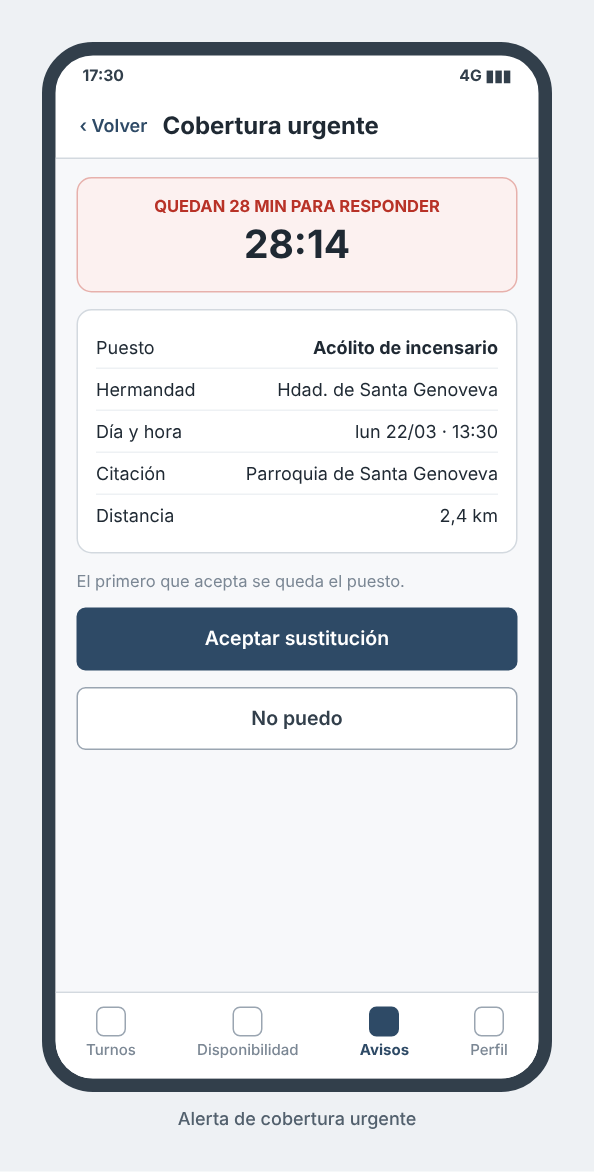 17:30 4G
‹ Volver Cobertura urgente
QUEDAN 28 MIN PARA RESPONDER
28:14
Puesto Acólito de incensario
Hermandad Hdad. de Santa Genoveva
Día y hora lun 22/03 · 13:30
Citación Parroquia de Santa Genoveva
Distancia 2,4 km
El primero que acepta se queda el puesto.
Aceptar sustitución
No puedo
Turnos Disponibilidad Avisos Perfil
Alerta de cobertura urgente